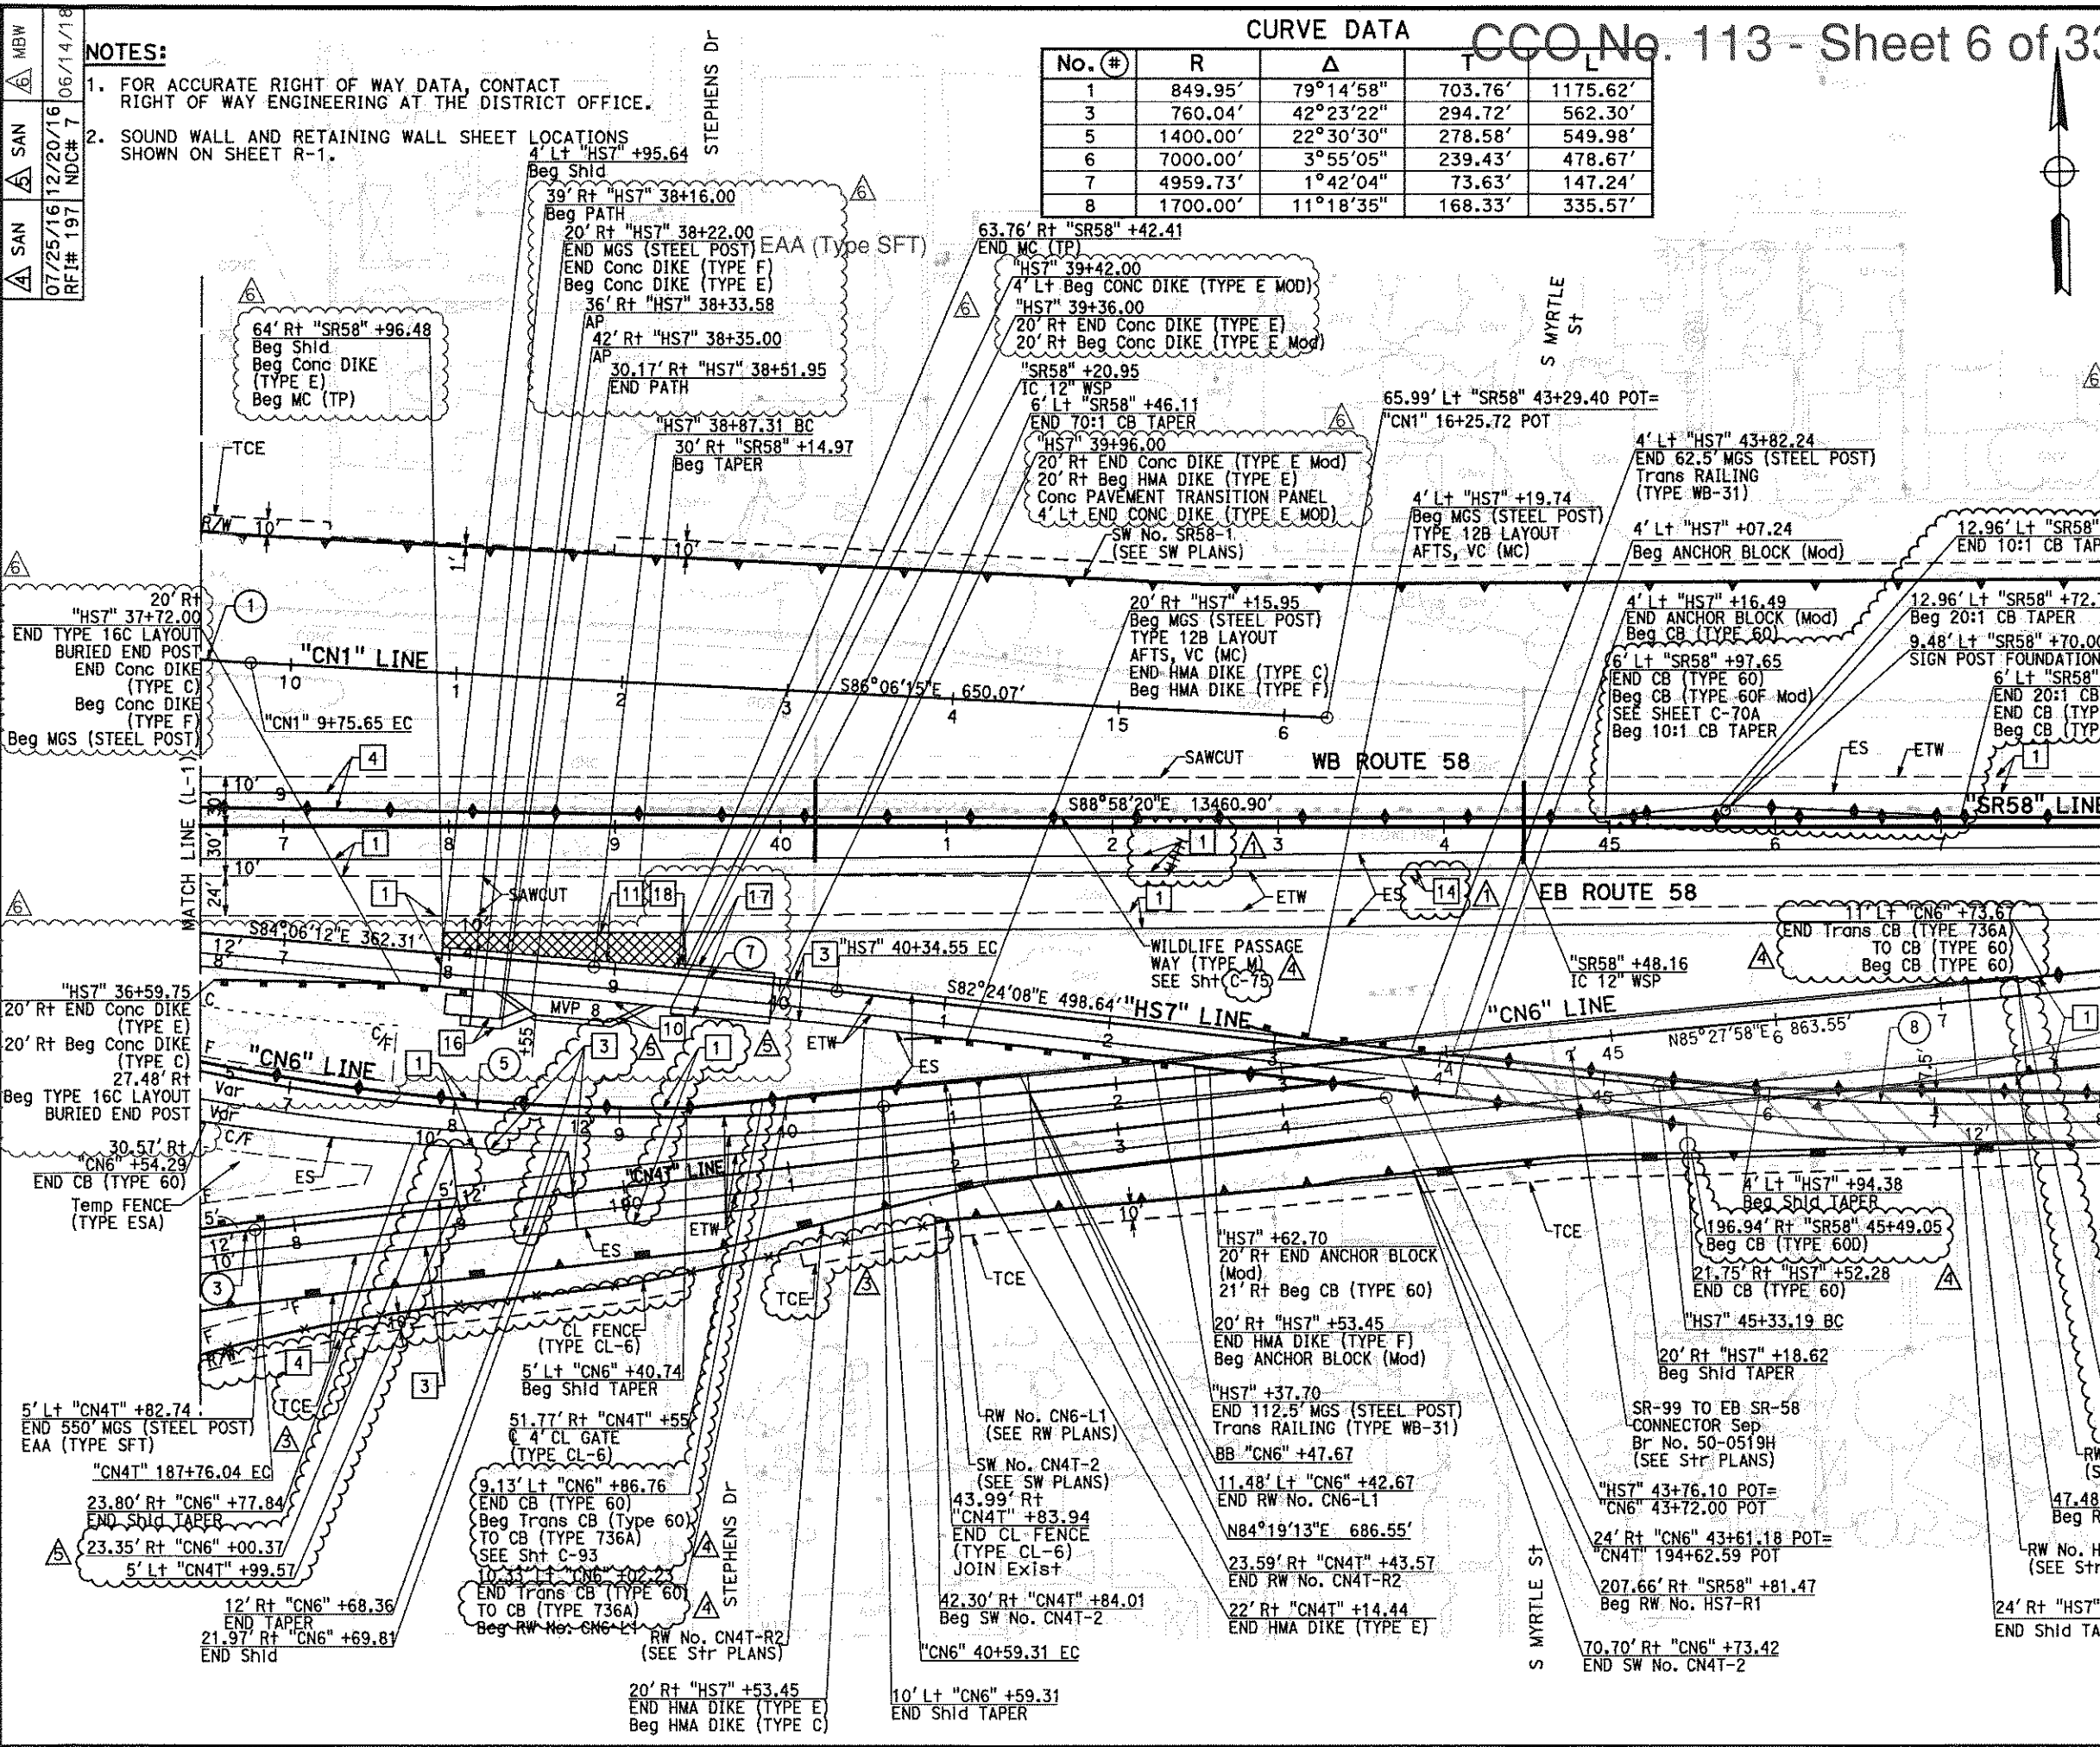 CCO No. 113 - Sheet 6 of 33
MBW
06/14/18
SAN
12/20/16
NDC# 7
SAN
07/25/16
RFI# 197
NOTES:
1. FOR ACCURATE RIGHT OF WAY DATA, CONTACT
RIGHT OF WAY ENGINEERING AT THE DISTRICT OFFICE.
2. SOUND WALL AND RETAINING WALL SHEET LOCATIONS
SHOWN ON SHEET R-1.
CURVE DATA
No. # R Δ T L
1 849.95' 79°14'58" 703.76' 1175.62'
3 760.04' 42°23'22" 294.72' 562.30'
5 1400.00' 22°30'30" 278.58' 549.98'
6 7000.00' 3°55'05" 239.43' 478.67'
7 4959.73' 1°42'04" 73.63' 147.24'
8 1700.00' 11°18'35" 168.33' 335.57'
STEPHENS Dr
4' Lt "HS7" +95.64
Beg Shld
39' Rt "HS7" 38+16.00
Beg PATH
20' Rt "HS7" 38+22.00
END MGS (STEEL POST) EAA (Type SFT)
END Conc DIKE (TYPE F)
Beg Conc DIKE (TYPE E)
36' Rt "HS7" 38+33.58
AP
42' Rt "HS7" 38+35.00
AP
30.17' Rt "HS7" 38+51.95
END PATH
"HS7" 38+87.31 BC
30' Rt "SR58" +14.97
Beg TAPER
64' Rt "SR58" +96.48
Beg Shld
Beg Conc DIKE
(TYPE E)
Beg MC (TP)
63.76' Rt "SR58" +42.41
END MC (TP)
"HS7" 39+42.00
4' Lt Beg CONC DIKE (TYPE E MOD)
"HS7" 39+36.00
20' Rt END Conc DIKE (TYPE E)
20' Rt Beg Conc DIKE (TYPE E Mod)
"SR58" +20.95
IC 12" WSP
6' Lt "SR58" +46.11
END 70:1 CB TAPER
"HS7" 39+96.00
20' Rt END Conc DIKE (TYPE E Mod)
20' Rt Beg HMA DIKE (TYPE E)
Conc PAVEMENT TRANSITION PANEL
4' Lt END CONC DIKE (TYPE E MOD)
SW No. SR58-1
(SEE SW PLANS)
S MYRTLE St
65.99' Lt "SR58" 43+29.40 POT=
"CN1" 16+25.72 POT
4' Lt "HS7" +19.74
Beg MGS (STEEL POST)
TYPE 12B LAYOUT
AFTS, VC (MC)
4' Lt "HS7" 43+82.24
END 62.5' MGS (STEEL POST)
Trans RAILING
(TYPE WB-31)
4' Lt "HS7" +07.24
Beg ANCHOR BLOCK (Mod)
12.96' Lt "SR58"
END 10:1 CB TAP
4' Lt "HS7" +16.49
END ANCHOR BLOCK (Mod)
Beg CB (TYPE 60)
12.96' Lt "SR58" +72.
Beg 20:1 CB TAPER
9.48' Lt "SR58" +70.00
SIGN POST FOUNDATION
6' Lt "SR58" +97.65
END CB (TYPE 60)
Beg CB (TYPE 60F Mod)
SEE SHEET C-70A
Beg 10:1 CB TAPER
6' Lt "SR58"
END 20:1 CB
END CB (TYP
Beg CB (TYP
20' Rt "HS7" +15.95
Beg MGS (STEEL POST)
TYPE 12B LAYOUT
AFTS, VC (MC)
END HMA DIKE (TYPE C)
Beg HMA DIKE (TYPE F)
TCE
R/W
20' Rt
"HS7" 37+72.00
END TYPE 16C LAYOUT
BURIED END POST
END Conc DIKE
(TYPE C)
Beg Conc DIKE
(TYPE F)
Beg MGS (STEEL POST)
"CN1" LINE
"CN1" 9+75.65 EC
S86°06'15"E 650.07'
SAWCUT
WB ROUTE 58
ES
ETW
S88°58'20"E 13460.90'
"SR58" LINE
MATCH LINE (L-1)
SAWCUT
EB ROUTE 58
ETW
ES
WILDLIFE PASSAGE
WAY (TYPE M)
SEE Sht C-75
"HS7" 40+34.55 EC
S84°06'12"E 362.31'
S82°24'08"E 498.64'
"HS7" LINE
"SR58" +48.16
IC 12" WSP
11' Lt "CN6" +73.67
END Trans CB (TYPE 736A)
TO CB (TYPE 60)
Beg CB (TYPE 60)
"CN6" LINE
N85°27'58"E 863.55'
MVP 8
+55
ETW
ES
"HS7" 36+59.75
20' Rt END Conc DIKE
(TYPE E)
20' Rt Beg Conc DIKE
(TYPE C)
27.48' Rt
Beg TYPE 16C LAYOUT
BURIED END POST
"CN6" LINE
C/F
Var
Var
C/F
30.57' Rt
"CN6" +54.29
END CB (TYPE 60)
Temp FENCE
(TYPE ESA)
ES
"CN4T" LINE
ETW
ES
TCE
TCE
TCE
TCE
CL FENCE
(TYPE CL-6)
5' Lt "CN6" +40.74
Beg Shld TAPER
51.77' Rt "CN4T" +55
℄ 4' CL GATE
(TYPE CL-6)
9.13' Lt "CN6" +86.76
END CB (TYPE 60)
Beg Trans CB (Type 60)
TO CB (TYPE 736A)
SEE Sht C-93
10.33' Lt "CN6" +02.23
END Trans CB (TYPE 60)
TO CB (TYPE 736A)
Beg RW No. CN6-L1
5' Lt "CN4T" +82.74
END 550' MGS (STEEL POST)
EAA (TYPE SFT)
"CN4T" 187+76.04 EC
23.80' Rt "CN6" +77.84
END Shld TAPER
23.35' Rt "CN6" +00.37
5' Lt "CN4T" +99.57
12' Rt "CN6" +68.36
END TAPER
21.97' Rt "CN6" +69.81
END Shld
STEPHENS Dr
RW No. CN4T-R2
(SEE Str PLANS)
20' Rt "HS7" +53.45
END HMA DIKE (TYPE E)
Beg HMA DIKE (TYPE C)
10' Lt "CN6" +59.31
END Shld TAPER
"CN6" 40+59.31 EC
RW No. CN6-L1
(SEE RW PLANS)
SW No. CN4T-2
(SEE SW PLANS)
43.99' Rt
"CN4T" +83.94
END CL FENCE
(TYPE CL-6)
JOIN Exist
42.30' Rt "CN4T" +84.01
Beg SW No. CN4T-2
"HS7" +62.70
20' Rt END ANCHOR BLOCK
(Mod)
21' Rt Beg CB (TYPE 60)
20' Rt "HS7" +53.45
END HMA DIKE (TYPE F)
Beg ANCHOR BLOCK (Mod)
"HS7" +37.70
END 112.5' MGS (STEEL POST)
Trans RAILING (TYPE WB-31)
BB "CN6" +47.67
11.48' Lt "CN6" +42.67
END RW No. CN6-L1
N84°19'13"E 686.55'
23.59' Rt "CN4T" +43.57
END RW No. CN4T-R2
22' Rt "CN4T" +14.44
END HMA DIKE (TYPE E)
4' Lt "HS7" +94.38
Beg Shld TAPER
196.94' Rt "SR58" 45+49.05
Beg CB (TYPE 60D)
21.75' Rt "HS7" +52.28
END CB (TYPE 60)
"HS7" 45+33.19 BC
20' Rt "HS7" +18.62
Beg Shld TAPER
SR-99 TO EB SR-58
CONNECTOR Sep
Br No. 50-0519H
(SEE Str PLANS)
"HS7" 43+76.10 POT=
"CN6" 43+72.00 POT
24' Rt "CN6" 43+61.18 POT=
"CN4T" 194+62.59 POT
207.66' Rt "SR58" +81.47
Beg RW No. HS7-R1
70.70' Rt "CN6" +73.42
END SW No. CN4T-2
S MYRTLE St
47.48
Beg R
RW No. H
(SEE Str
24' Rt "HS7"
END Shld TA